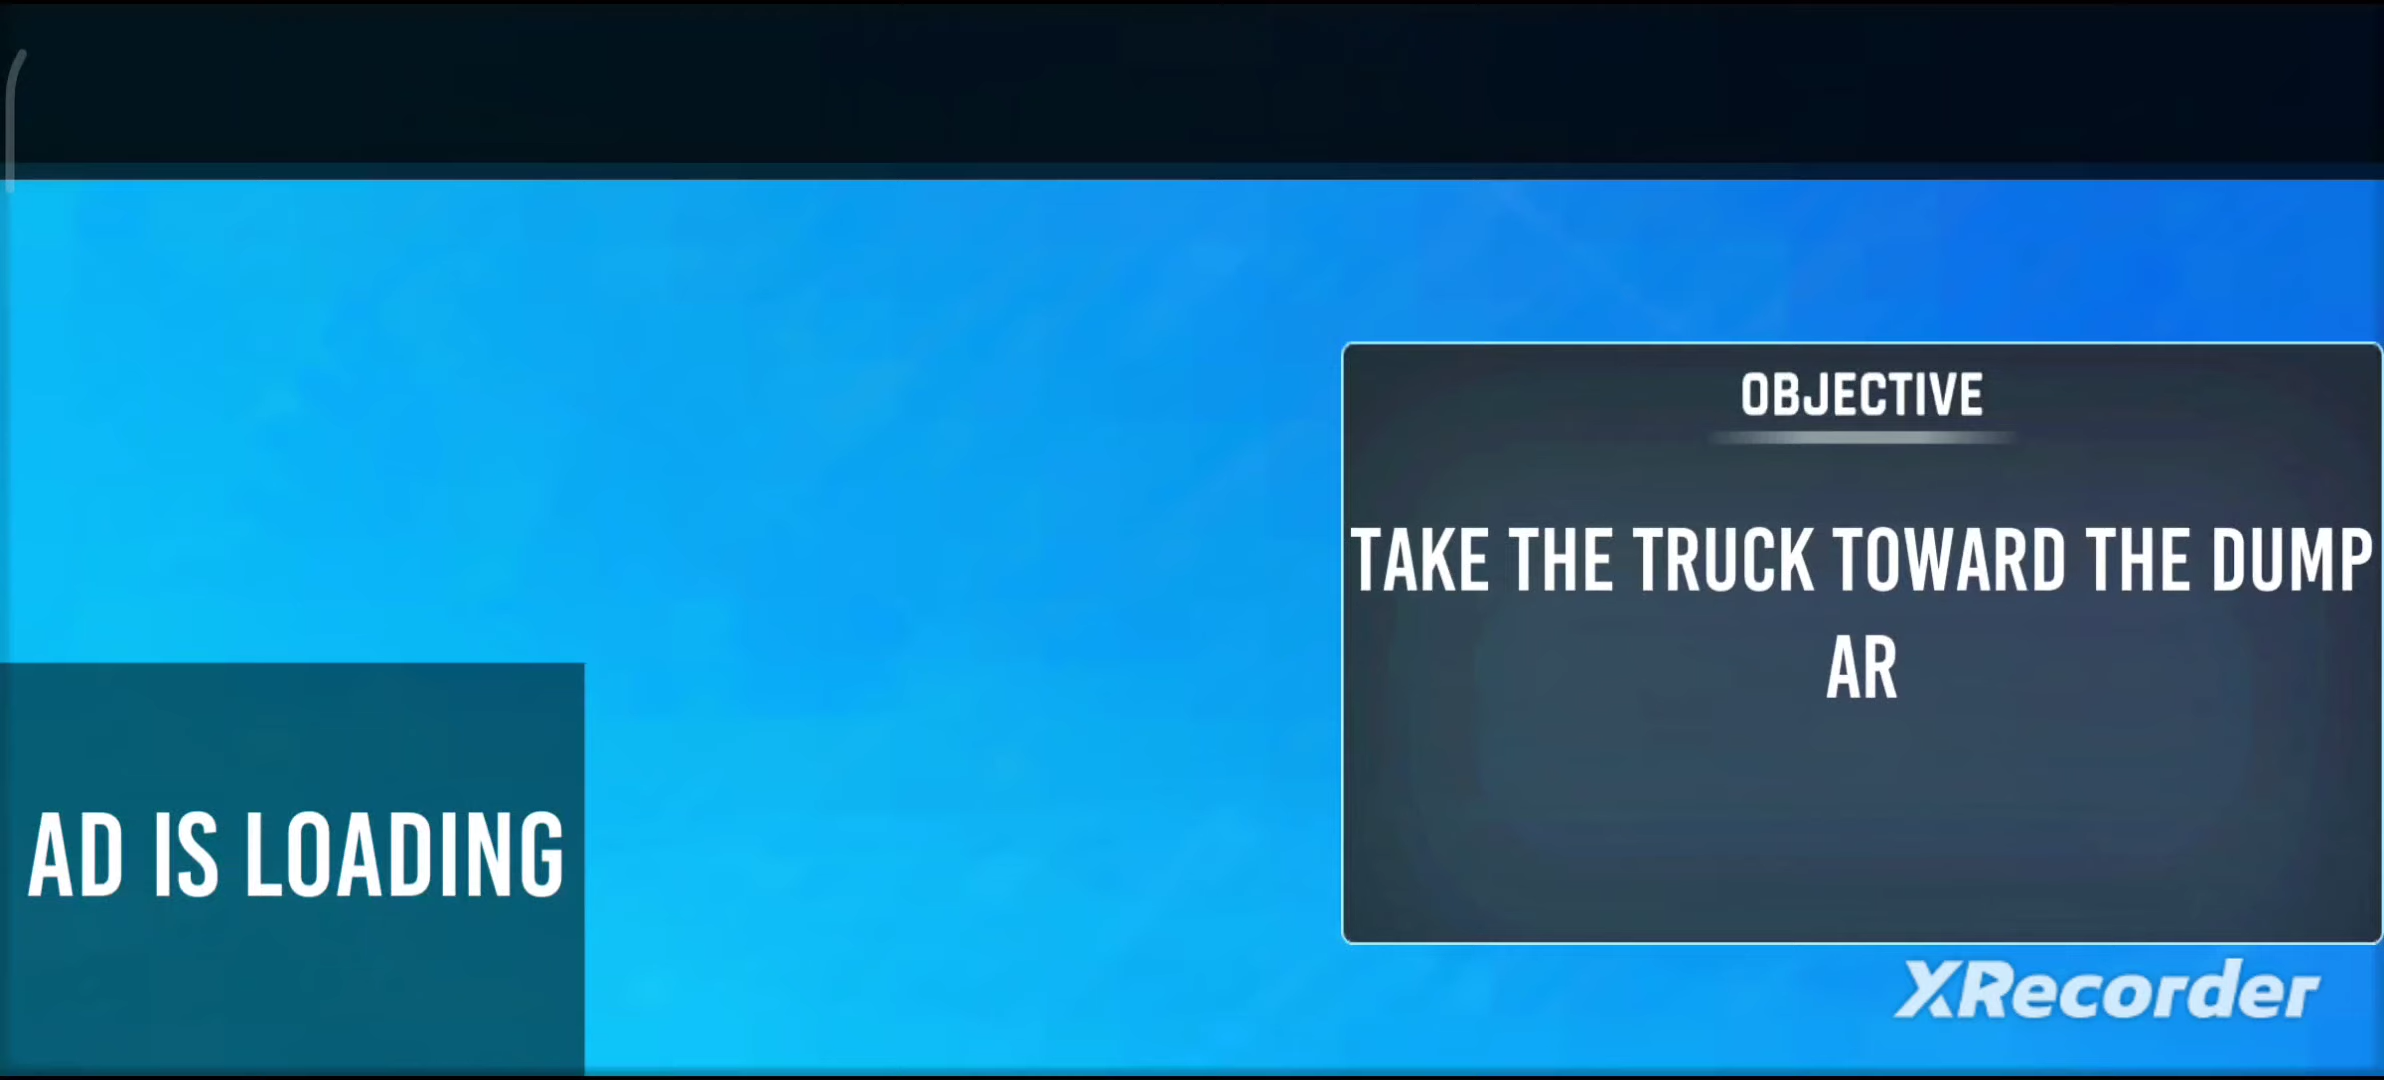 OBJECTIVE
TAKE THE TRUCK TOWARD THE DUMP
AR
AD IS LOADING
XRecorder